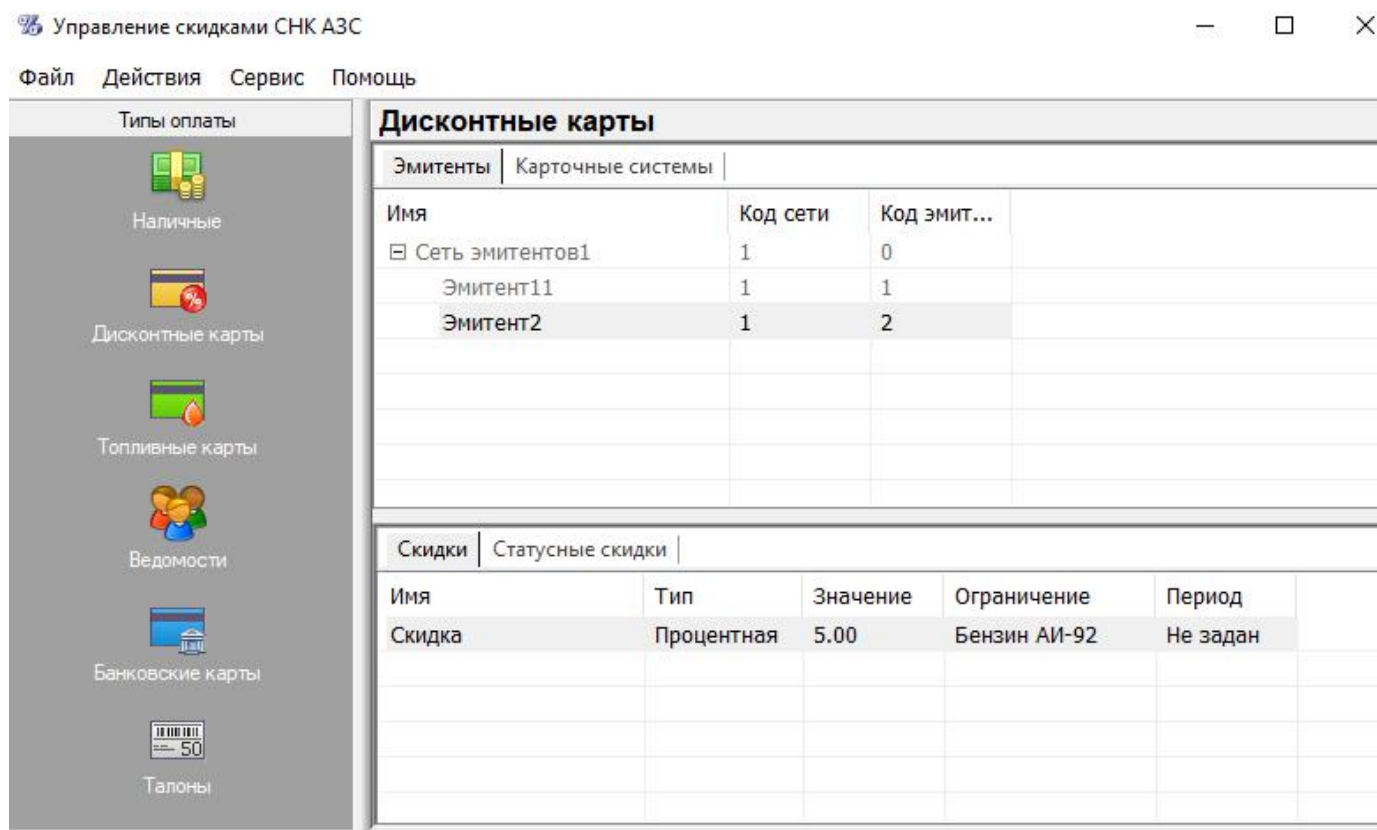 Управление скидками СНК АЗС
Файл Действия Сервис Помощь
Типы оплаты
Наличные
Дисконтные карты
Топливные карты
Ведомости
Банковские карты
50
Талоны
Дисконтные карты
Эмитенты Карточные системы
Имя Код сети Код эмит...
Сеть эмитентов1 1 0
Эмитент11 1 1
Эмитент2 1 2
Скидки Статусные скидки
Имя Тип Значение Ограничение Период
Скидка Процентная 5.00 Бензин АИ-92 Не задан